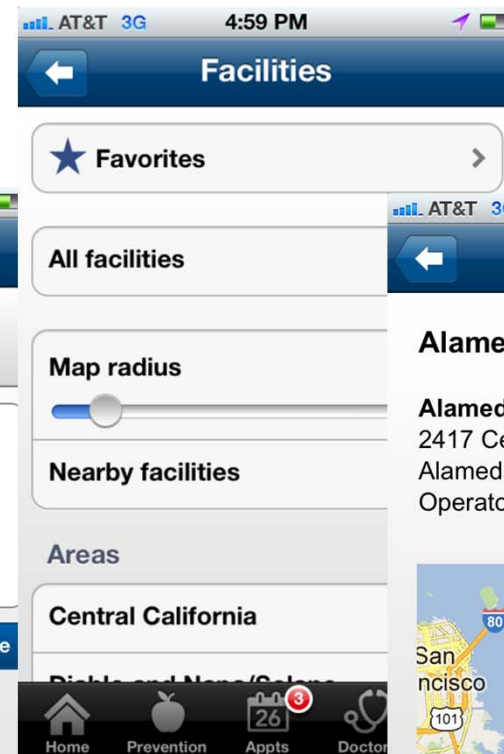 AT&T 3G 4:59 PM
Facilities
Favorites
All facilities
Map radius
Nearby facilities
Areas
Central California
Home Prevention Appts 26 3 Doctor
e
AT&T 3G
Alame
Alamed
2417 Ce
Alamed
Operato
80
San
ncisco
101